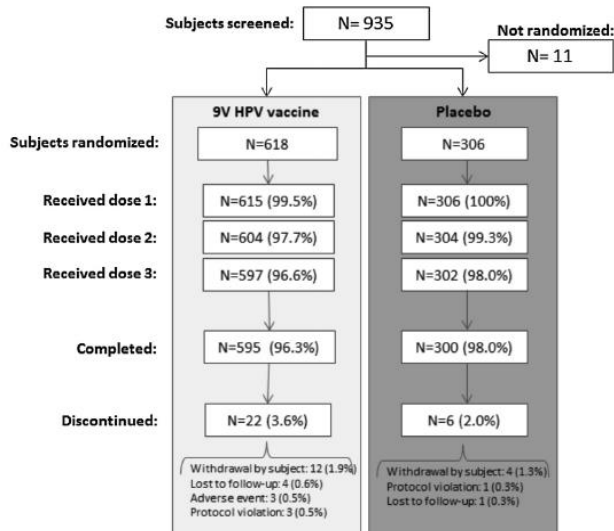 Subjects screened: N= 935
Not randomized:
N= 11
9V HPV vaccine Placebo
Subjects randomized: N=618 N=306
Received dose 1: N=615 (99.5%) N=306 (100%)
Received dose 2: N=604 (97.7%) N=304 (99.3%)
Received dose 3: N=597 (96.6%) N=302 (98.0%)
Completed: N=595 (96.3%) N=300 (98.0%)
Discontinued: N=22 (3.6%) N=6 (2.0%)
Withdrawal by subject: 12 (1.9%)
Lost to follow-up: 4 (0.6%)
Adverse event: 3 (0.5%)
Protocol violation: 3 (0.5%)
Withdrawal by subject: 4 (1.3%)
Protocol violation: 1 (0.3%)
Lost to follow-up: 1 (0.3%)